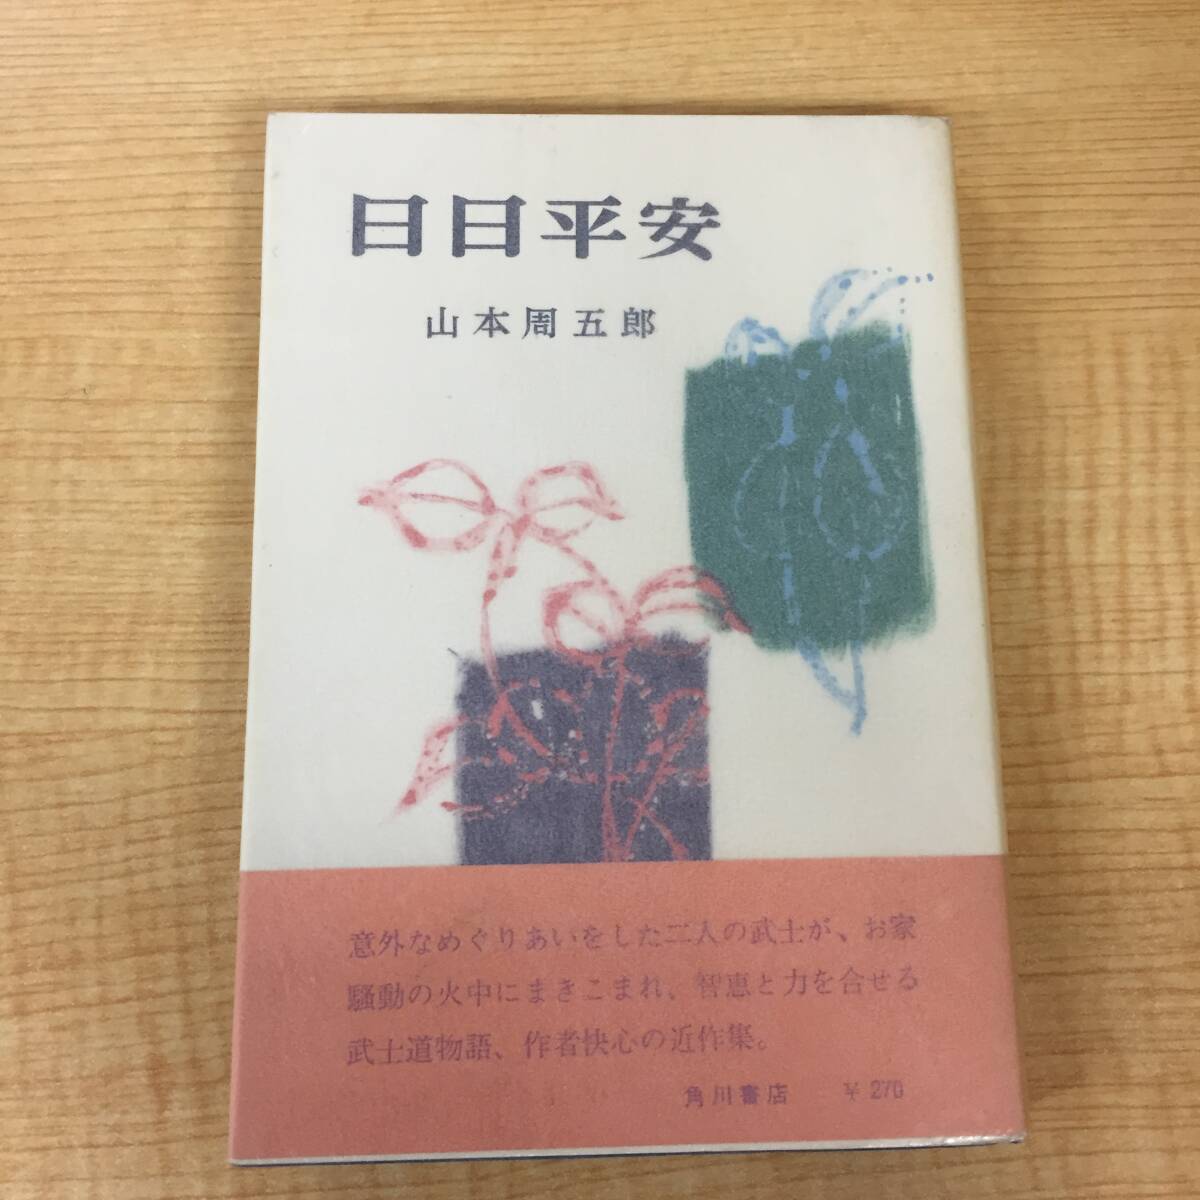 日日平安
山本周五郎
意外なめぐりあいをした二人の武士が、お家
騒動の火中にまきこまれ、智恵と力を合せる
武士道物語、作者快心の近作集。
角川書店 ¥270